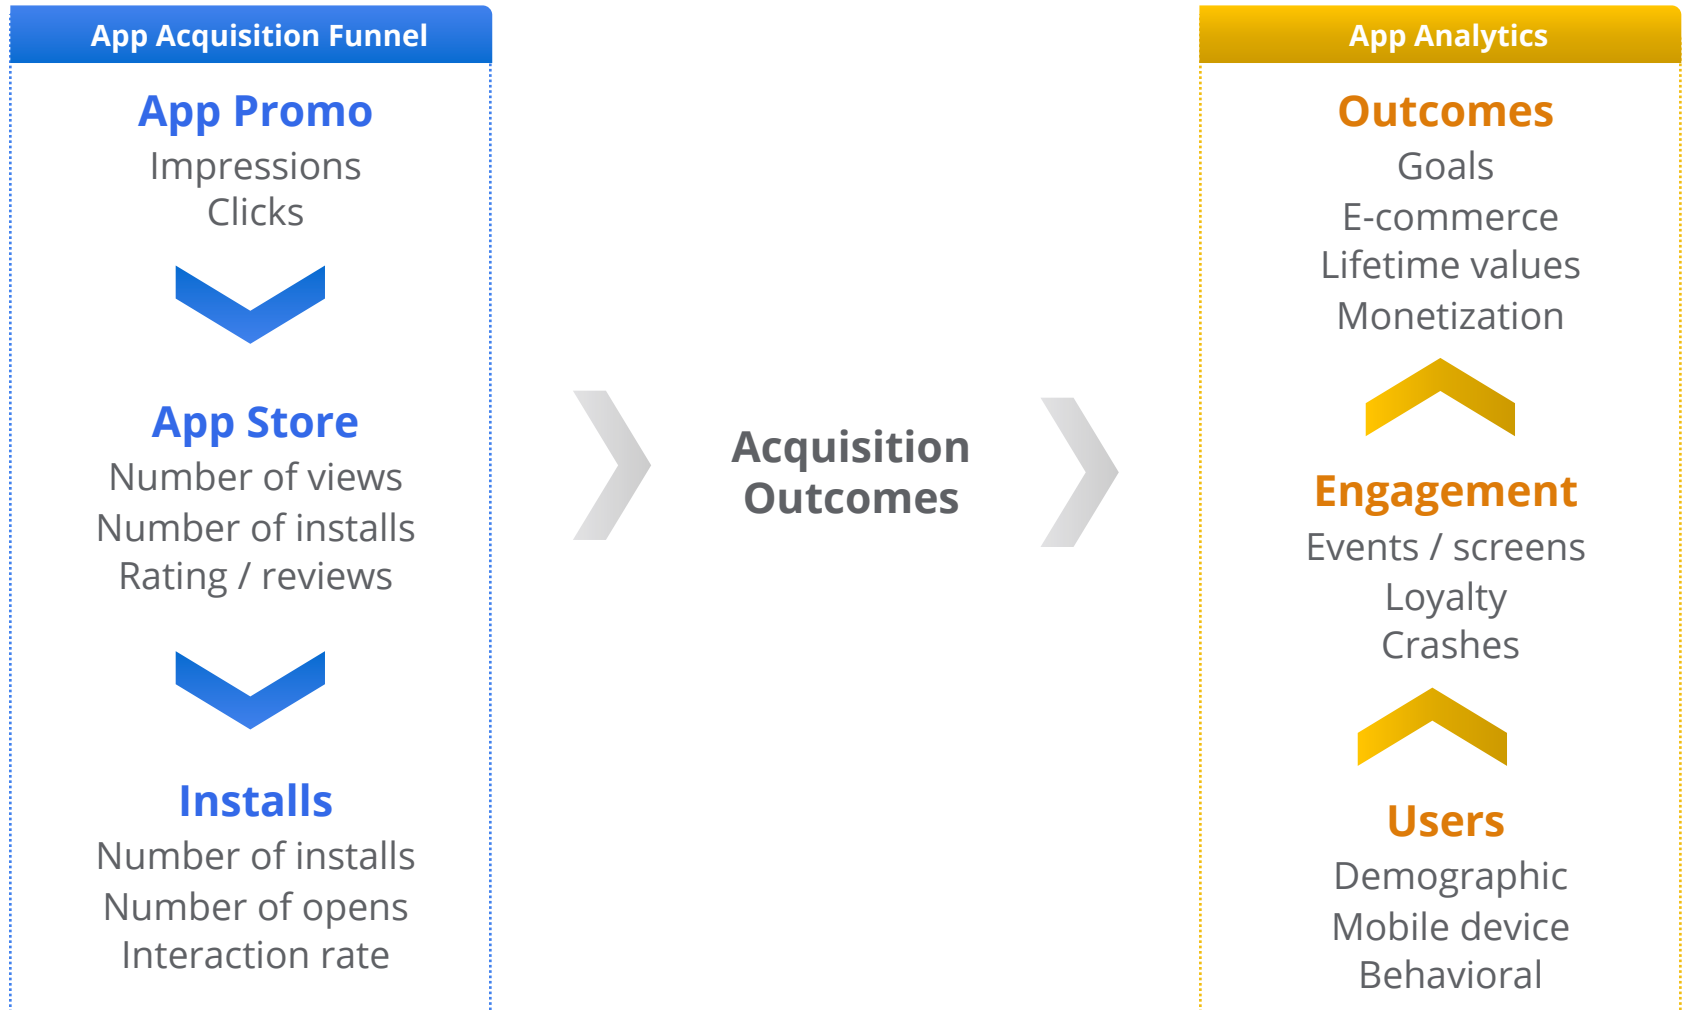 App Acquisition Funnel
App Promo
Impressions
Clicks
App Store
Number of views
Number of installs
Rating / reviews
Installs
Number of installs
Number of opens
Interaction rate
Acquisition
Outcomes
App Analytics
Outcomes
Goals
E-commerce
Lifetime values
Monetization
Engagement
Events / screens
Loyalty
Crashes
Users
Demographic
Mobile device
Behavioral